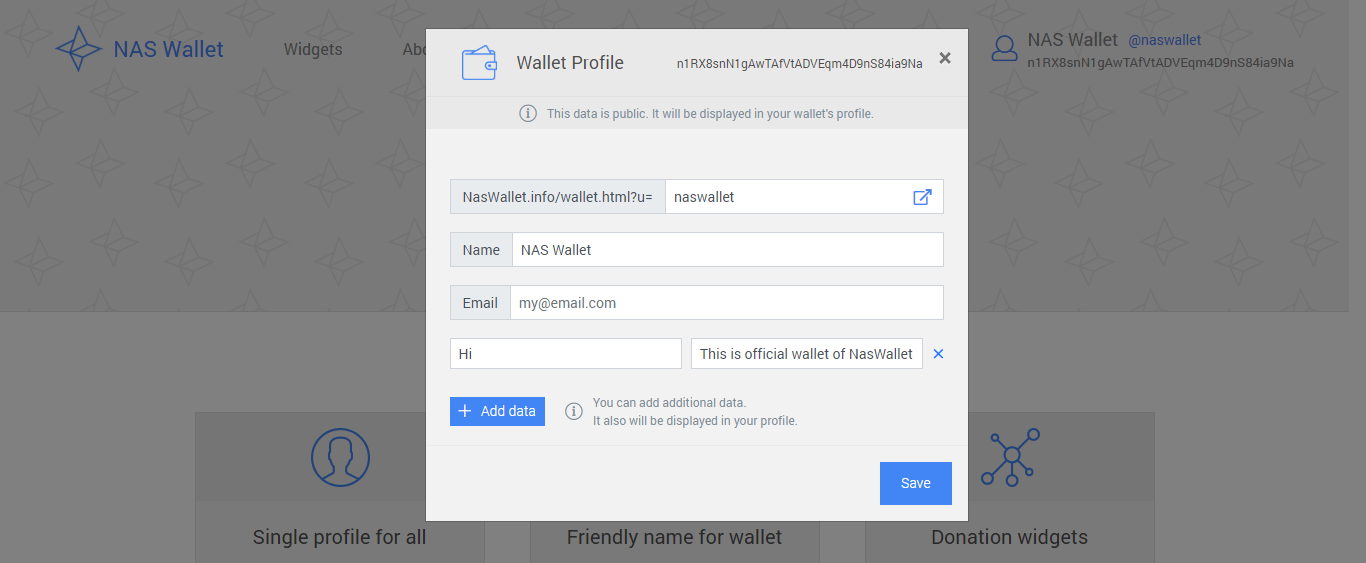 NAS Wallet
Widgets
Abo
NAS Wallet @naswallet
n1RX8snN1gAwTAfVtADVEqm4D9nS84ia9Na
Wallet Profile
n1RX8snN1gAwTAfVtADVEqm4D9nS84ia9Na
This data is public. It will be displayed in your wallet's profile.
NasWallet.info/wallet.html?u= naswallet
Name NAS Wallet
Email my@email.com
Hi This is official wallet of NasWallet
Add data
You can add additional data.
It also will be displayed in your profile.
Save
Single profile for all
Friendly name for wallet
Donation widgets